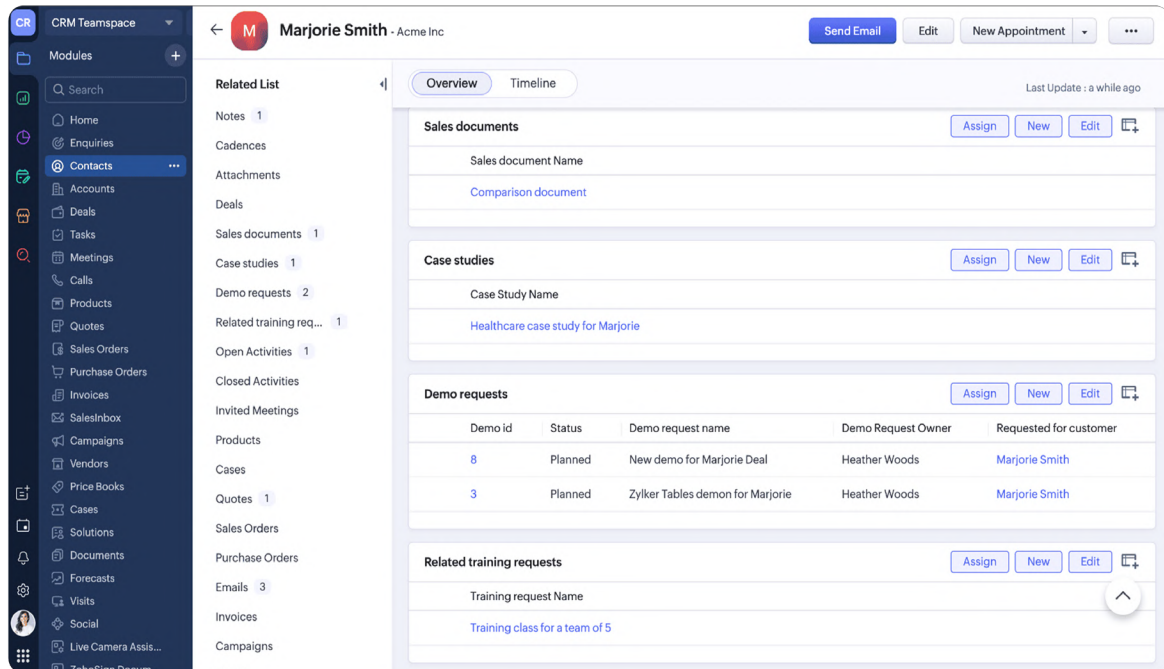 CR
CRM Teamspace
Modules
Search
Home
Enquiries
Contacts
Accounts
Deals
Tasks
Meetings
Calls
Products
Quotes
Sales Orders
Purchase Orders
Invoices
SalesInbox
Campaigns
Vendors
Price Books
Cases
Solutions
Documents
Forecasts
Visits
Social
Live Camera Assis...
M
Marjorie Smith - Acme Inc
Send Email
Edit
New Appointment
Related List
Notes 1
Cadences
Attachments
Deals
Sales documents 1
Case studies 1
Demo requests 2
Related training req... 1
Open Activities 1
Closed Activities
Invited Meetings
Products
Cases
Quotes 1
Sales Orders
Purchase Orders
Emails 3
Invoices
Campaigns
Overview Timeline
Last Update : a while ago
Sales documents Assign New Edit
Sales document Name
Comparison document
Case studies Assign New Edit
Case Study Name
Healthcare case study for Marjorie
Demo requests Assign New Edit
Demo id Status Demo request name Demo Request Owner Requested for customer
8 Planned New demo for Marjorie Deal Heather Woods Marjorie Smith
3 Planned Zylker Tables demon for Marjorie Heather Woods Marjorie Smith
Related training requests Assign New Edit
Training request Name
Training class for a team of 5